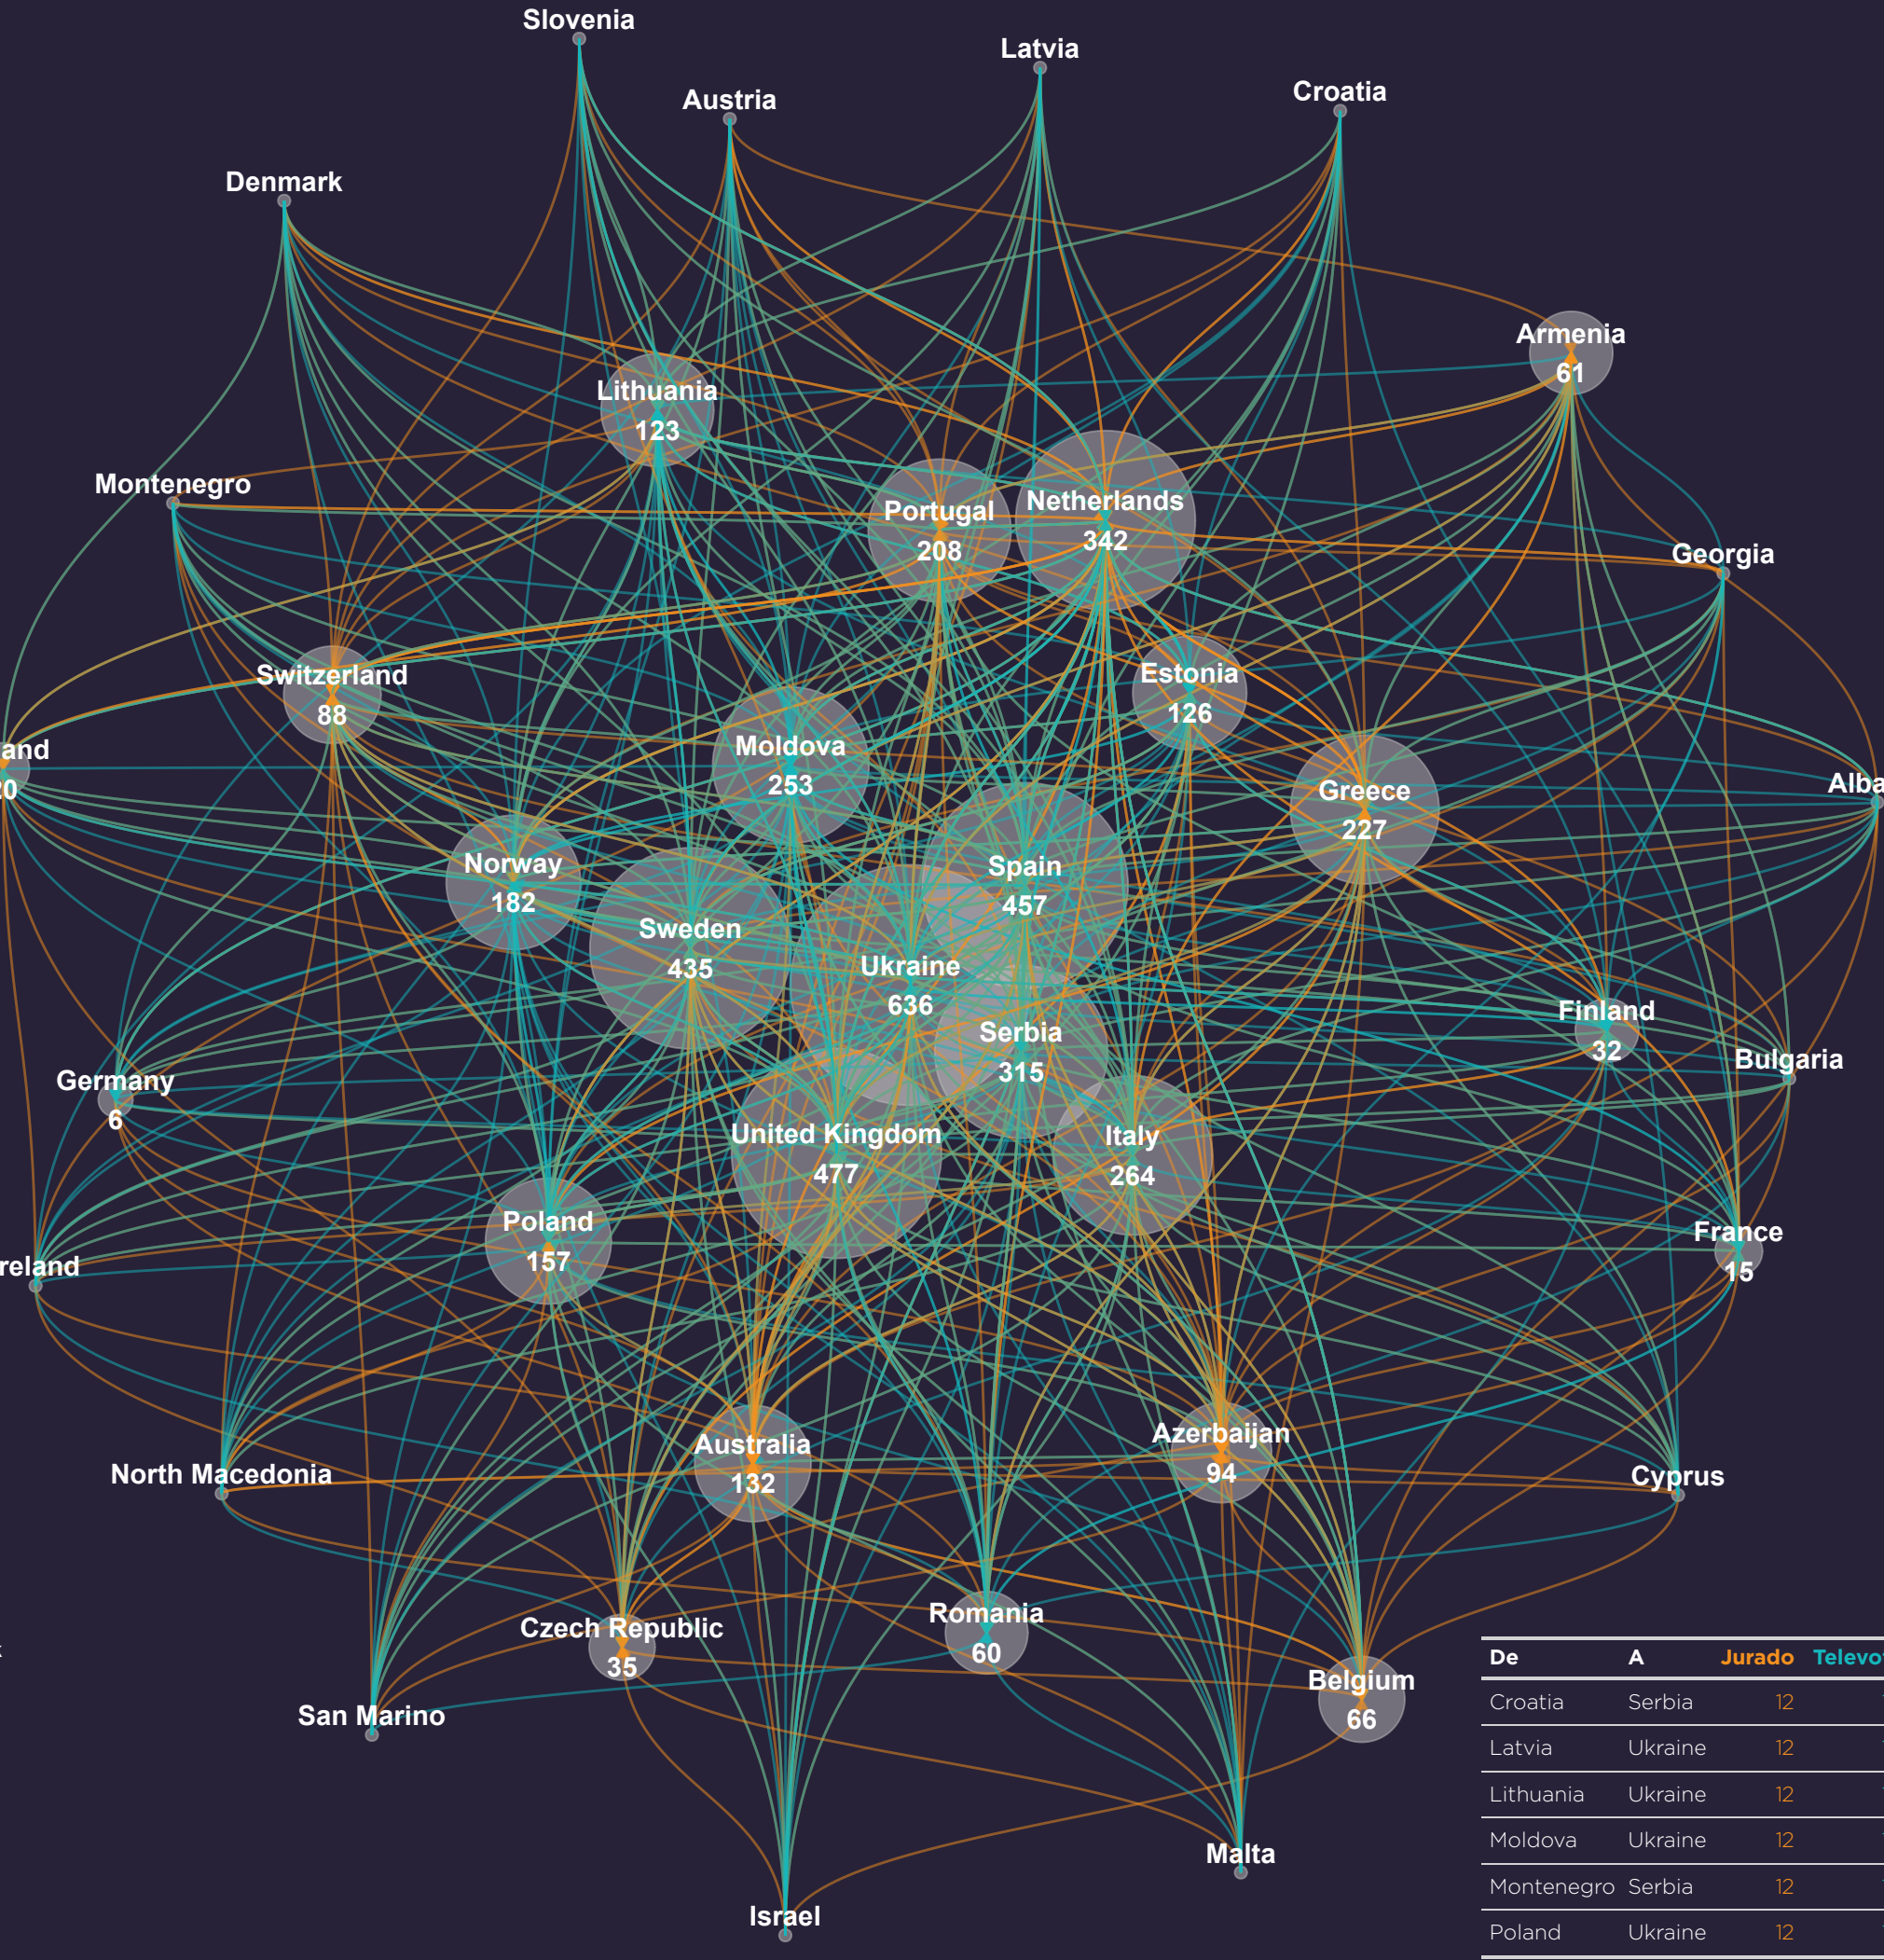 Slovenia
Latvia
Austria
Croatia
Denmark
Armenia
61
Lithuania
123
Montenegro
Portugal
208
Netherlands
342
Georgia
Switzerland
88
Estonia
126
Moldova
253
Greece
227
Norway
182
Spain
457
Sweden
435
Ukraine
636
Serbia
315
Finland
32
Bulgaria
Germany
6
United Kingdom
477
Italy
264
Poland
157
France
15
Australia
132
Azerbaijan
94
North Macedonia
Cyprus
Czech Republic
35
Romania
60
Belgium
66
San Marino
Malta
Israel
De A Jurado
Croatia Serbia 12
Latvia Ukraine 12
Lithuania Ukraine 12
Moldova Ukraine 12
Montenegro Serbia 12
Poland Ukraine 12